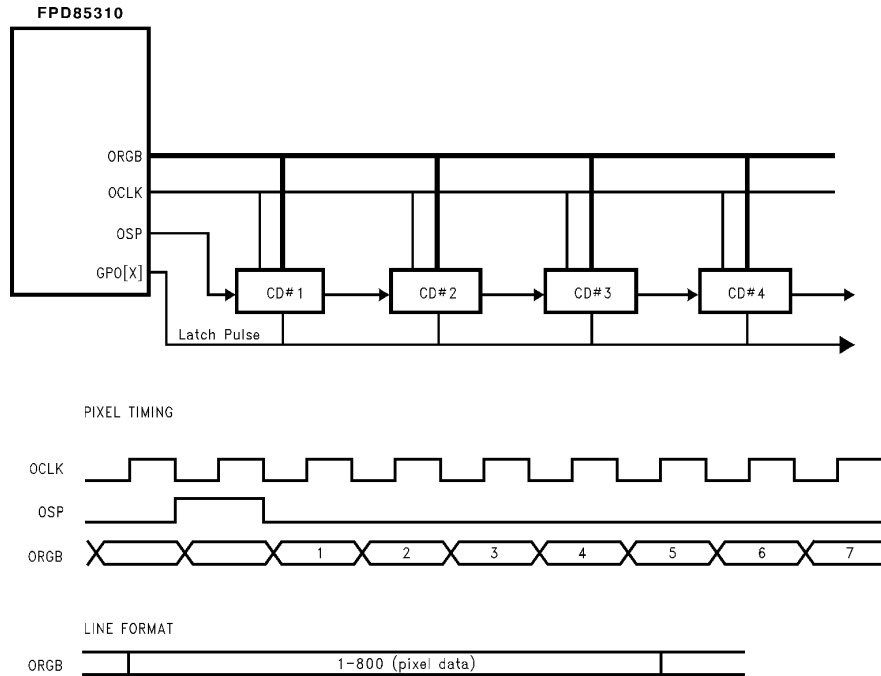 FPD85310
ORGB
OCLK
OSP
GPO[X]
CD#1 CD#2 CD#3 CD#4
Latch Pulse
PIXEL TIMING
OCLK
OSP
ORGB 1 2 3 4 5 6 7
LINE FORMAT
ORGB 1-800 (pixel data)